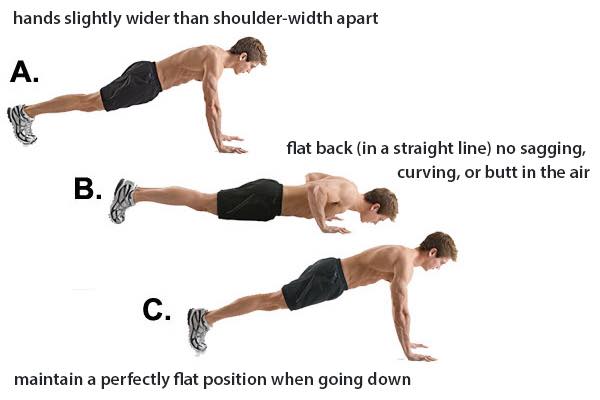 hands slightly wider than shoulder-width apart
A.
flat back (in a straight line) no sagging,
curving, or butt in the air
B.
C.
maintain a perfectly flat position when going down